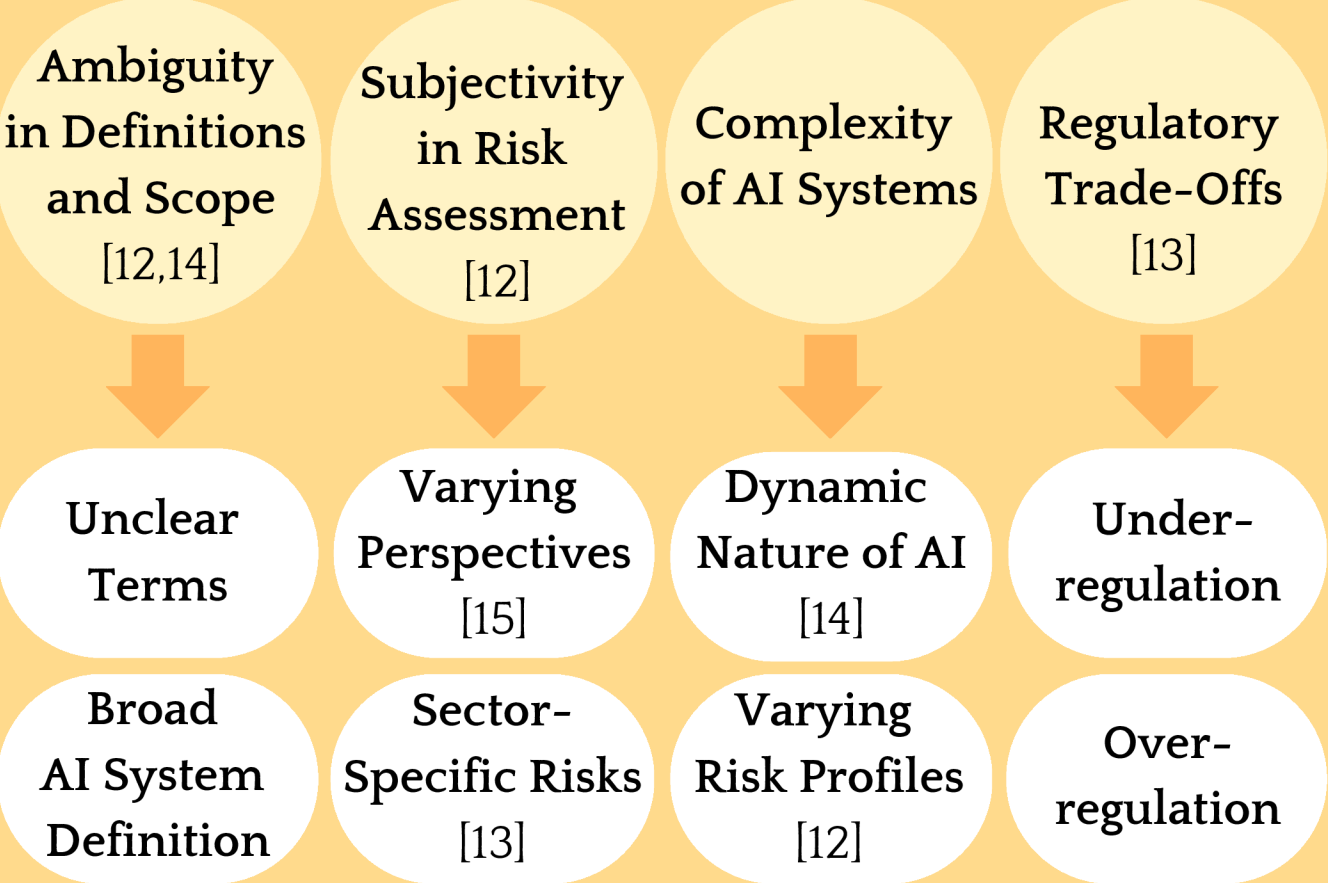 Ambiguity
in Definitions
and Scope
[12,14]
Subjectivity
in Risk
Assessment
[12]
Complexity
of AI Systems
Regulatory
Trade-Offs
[13]
Unclear
Terms
Varying
Perspectives
[15]
Dynamic
Nature of AI
[14]
Under-
regulation
Broad
AI System
Definition
Sector-
Specific Risks
[13]
Varying
Risk Profiles
[12]
Over-
regulation